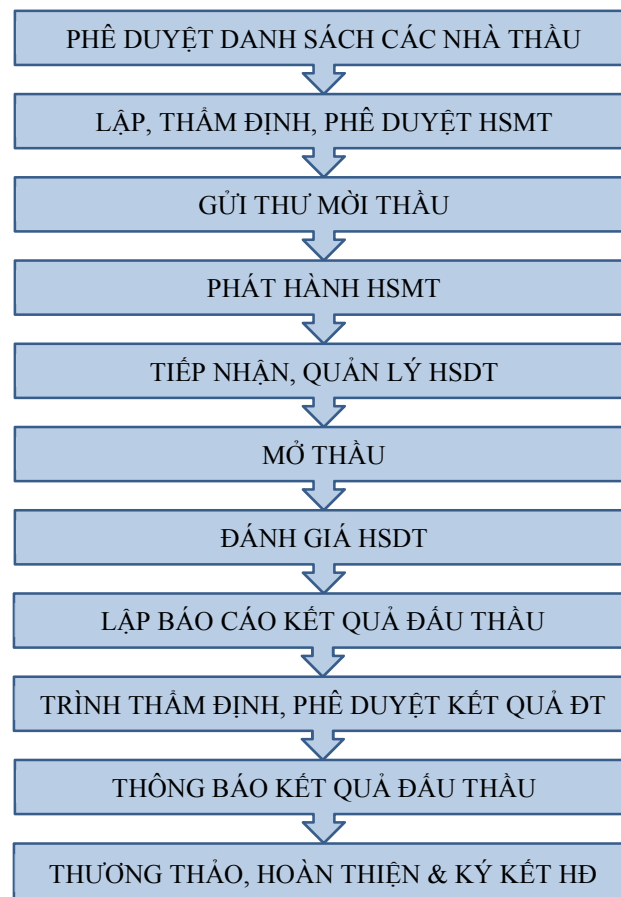 PHÊ DUYỆT DANH SÁCH CÁC NHÀ THẦU
LẬP, THẨM ĐỊNH, PHÊ DUYỆT HSMT
GỬI THƯ MỜI THẦU
PHÁT HÀNH HSMT
TIẾP NHẬN, QUẢN LÝ HSDT
MỞ THẦU
ĐÁNH GIÁ HSDT
LẬP BÁO CÁO KẾT QUẢ ĐẤU THẦU
TRÌNH THẨM ĐỊNH, PHÊ DUYỆT KẾT QUẢ ĐT
THÔNG BÁO KẾT QUẢ ĐẤU THẦU
THƯƠNG THẢO, HOÀN THIỆN & KÝ KẾT HĐ